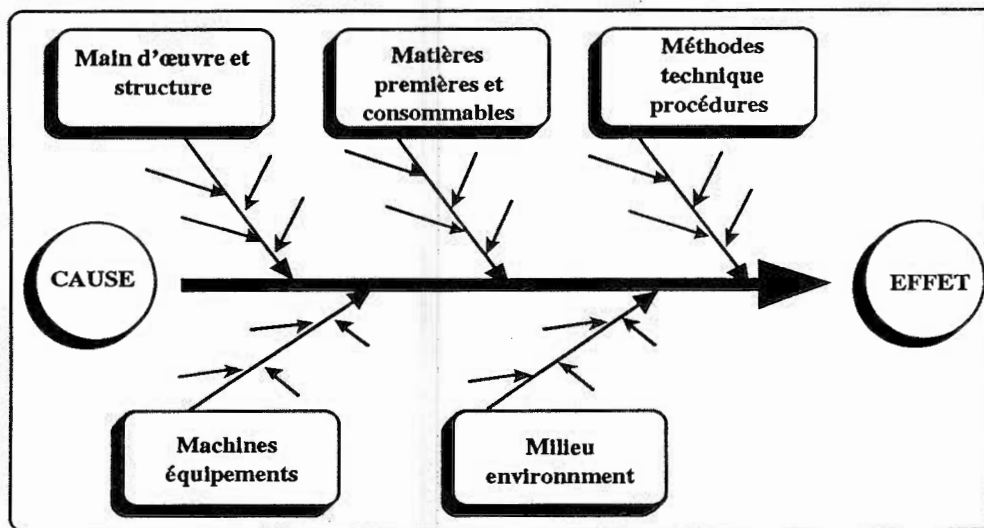 Main d'œuvre et
structure
Matières
premières et
consommables
Méthodes
technique
procédures
CAUSE
EFFET
Machines
équipements
Milieu
environnment